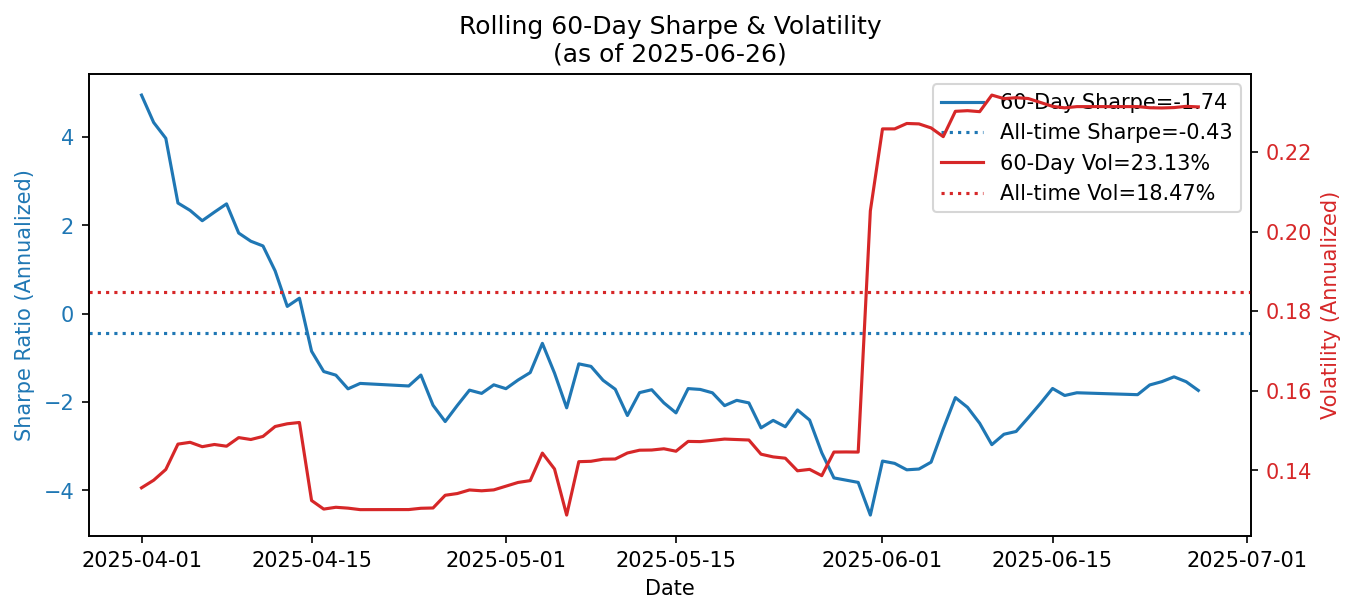 Rolling 60-Day Sharpe & Volatility
(as of 2025-06-26)
60-Day Sharpe=-1.74
All-time Sharpe=-0.43
60-Day Vol=23.13%
All-time Vol=18.47%
Sharpe Ratio (Annualized)
4
2
0
−2
−4
0.22
0.20
0.18
0.16
0.14
Volatility (Annualized)
2025-04-01
2025-04-15
2025-05-01
2025-05-15
2025-06-01
2025-06-15
2025-07-01
Date